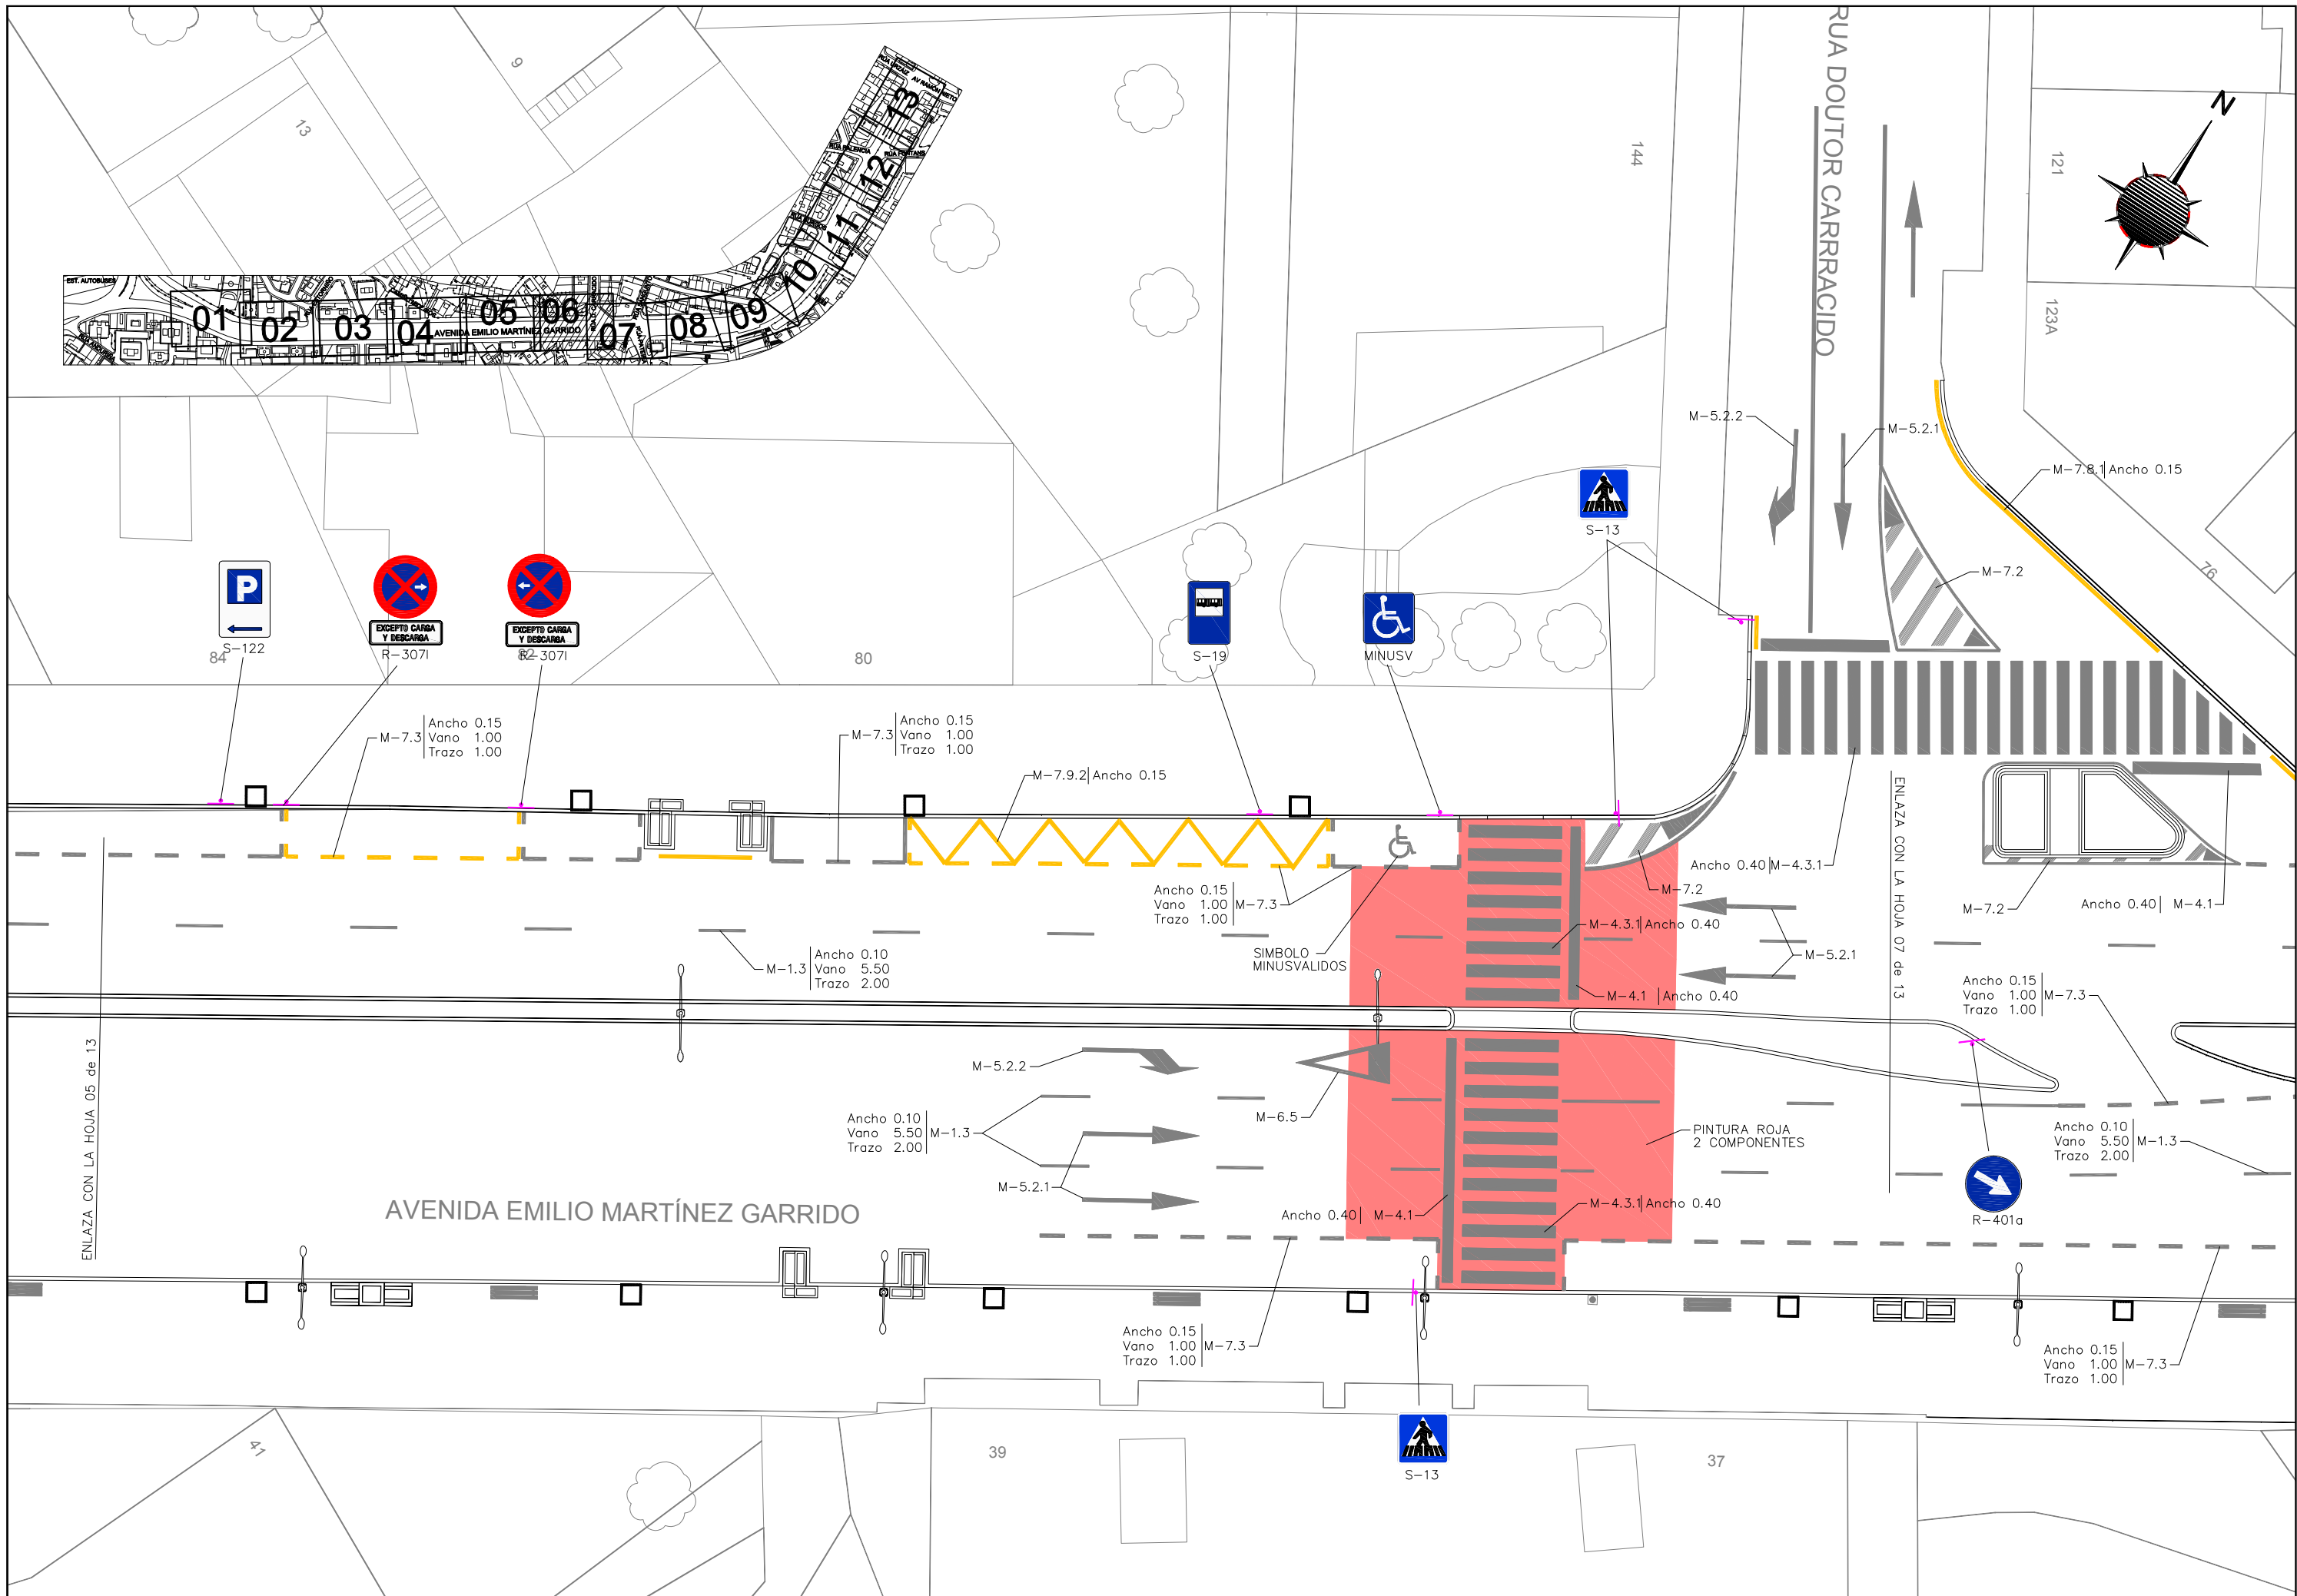 RUA DOUTOR CARRRACIDO
N
9
13
144
121
123A
76
EST. AUTOBUSES
01
02
03
04
05
06
07
08
09
10
11
12
13
AVENIDA EMILIO MARTÍNEZ GARRIDO
RÚA URZAIZ
AV RAMÓN NIETO
RÚA PALENCIA
M-5.2.2
M-5.2.1
M-7.8.1 Ancho 0.15
M-7.2
S-13
P
S-122
84
EXCEPTO CARGA
Y DESCARGA
R-307I
EXCEPTO CARGA
Y DESCARGA
R-307I
82
80
S-19
MINUSV
M-7.3
Ancho 0.15
Vano 1.00
Trazo 1.00
M-7.3
Ancho 0.15
Vano 1.00
Trazo 1.00
M-7.9.2 Ancho 0.15
Ancho 0.15
Vano 1.00
Trazo 1.00
M-7.3
SIMBOLO
MINUSVALIDOS
M-1.3
Ancho 0.10
Vano 5.50
Trazo 2.00
M-7.2
M-4.3.1 Ancho 0.40
M-4.1 Ancho 0.40
Ancho 0.40 M-4.3.1
M-5.2.1
ENLAZA CON LA HOJA 07 de 13
M-7.2
Ancho 0.40 M-4.1
Ancho 0.15
Vano 1.00
Trazo 1.00
M-7.3
ENLAZA CON LA HOJA 05 de 13
M-5.2.2
Ancho 0.10
Vano 5.50
Trazo 2.00
M-1.3
M-5.2.1
M-6.5
PINTURA ROJA
2 COMPONENTES
Ancho 0.10
Vano 5.50
Trazo 2.00
M-1.3
AVENIDA EMILIO MARTÍNEZ GARRIDO
Ancho 0.40 M-4.1
M-4.3.1 Ancho 0.40
R-401a
Ancho 0.15
Vano 1.00
Trazo 1.00
M-7.3
Ancho 0.15
Vano 1.00
Trazo 1.00
M-7.3
S-13
41
39
37